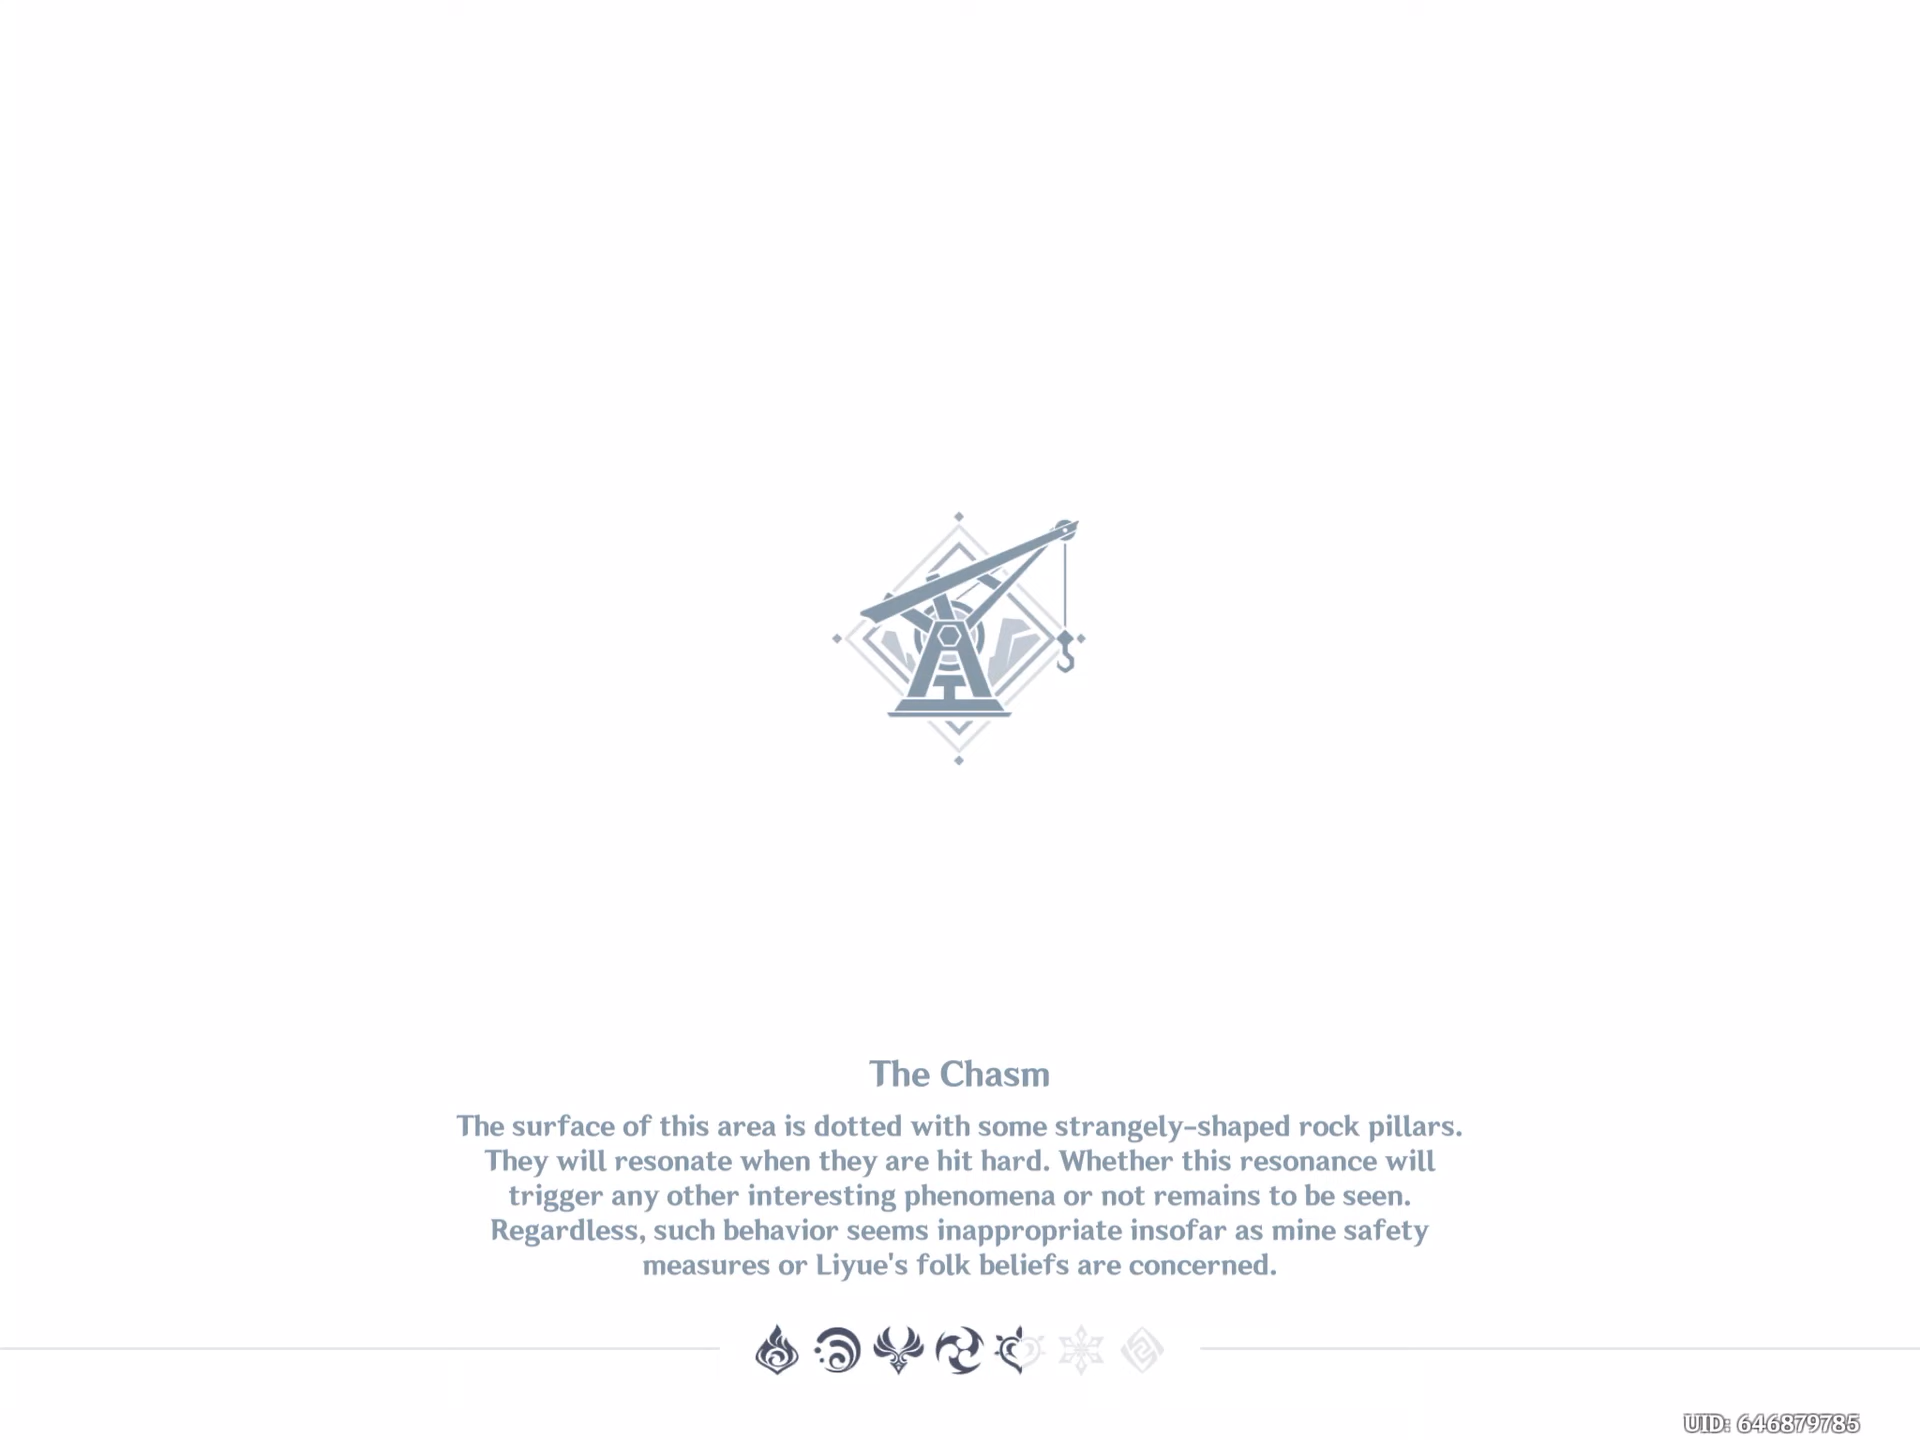 The Chasm
The surface of this area is dotted with some strangely-shaped rock pillars.
They will resonate when they are hit hard. Whether this resonance will
trigger any other interesting phenomena or not remains to be seen.
Regardless, such behavior seems inappropriate insofar as mine safety
measures or Liyue's folk beliefs are concerned.
UID: 646879785